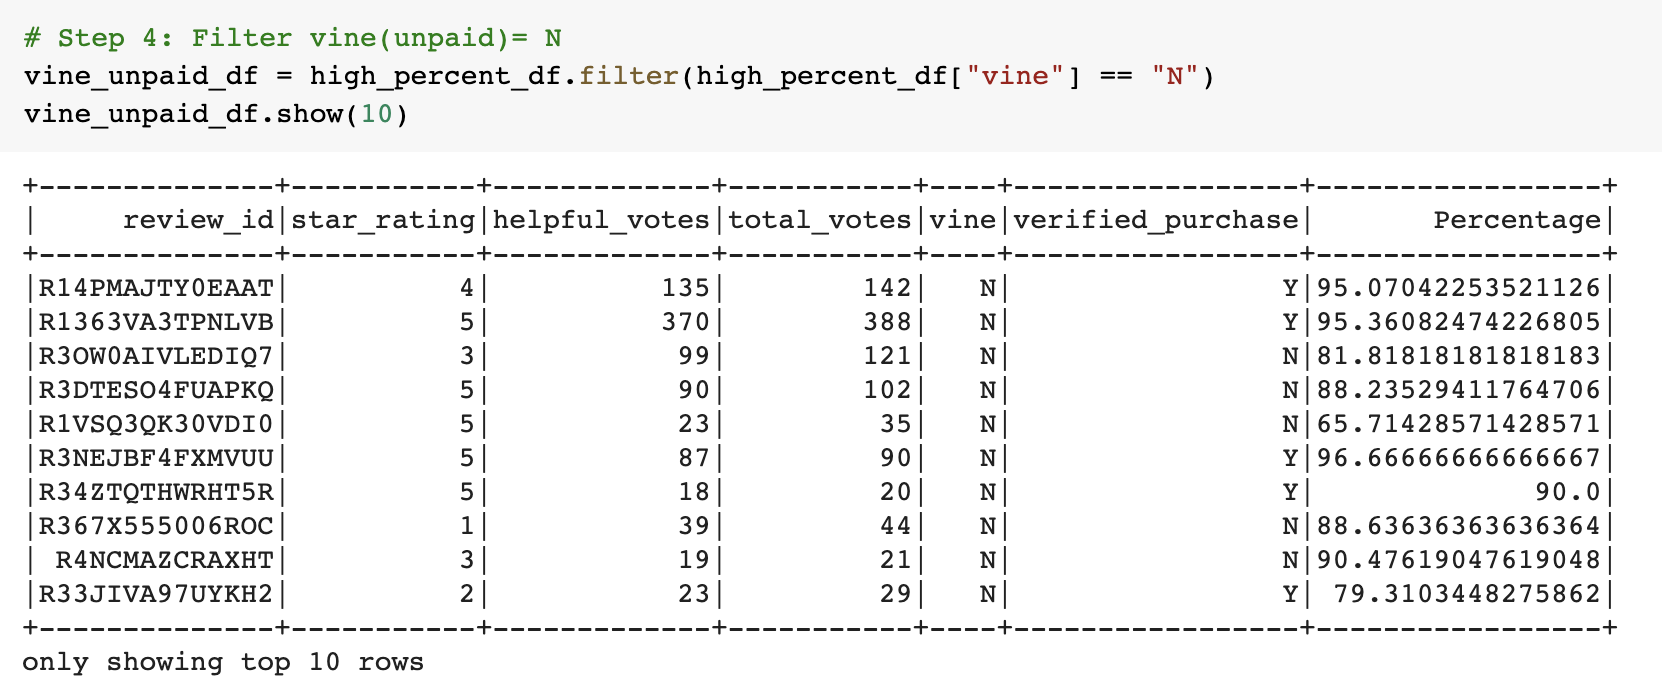 # Step 4: Filter vine(unpaid)= N
vine_unpaid_df = high_percent_df.filter(high_percent_df["vine"] == "N")
vine_unpaid_df.show(10)
+--------------+-----------+-------------+-----------+----+-----------------+-----------------+
|     review_id|star_rating|helpful_votes|total_votes|vine|verified_purchase|       Percentage|
+--------------+-----------+-------------+-----------+----+-----------------+-----------------+
|R14PMAJTY0EAAT|          4|          135|        142|   N|                Y|95.07042253521126|
|R1363VA3TPNLVB|          5|          370|        388|   N|                Y|95.36082474226805|
|R3OW0AIVLEDIQ7|          3|           99|        121|   N|                N|81.81818181818183|
|R3DTESO4FUAPKQ|          5|           90|        102|   N|                N|88.23529411764706|
|R1VSQ3QK30VDI0|          5|           23|         35|   N|                N|65.71428571428571|
|R3NEJBF4FXMVUU|          5|           87|         90|   N|                Y|96.66666666666667|
|R34ZTQTHWRHT5R|          5|           18|         20|   N|                Y|             90.0|
|R367X555006ROC|          1|           39|         44|   N|                N|88.63636363636364|
| R4NCMAZCRAXHT|          3|           19|         21|   N|                N|90.47619047619048|
|R33JIVA97UYKH2|          2|           23|         29|   N|                Y| 79.3103448275862|
+--------------+-----------+-------------+-----------+----+-----------------+-----------------+
only showing top 10 rows